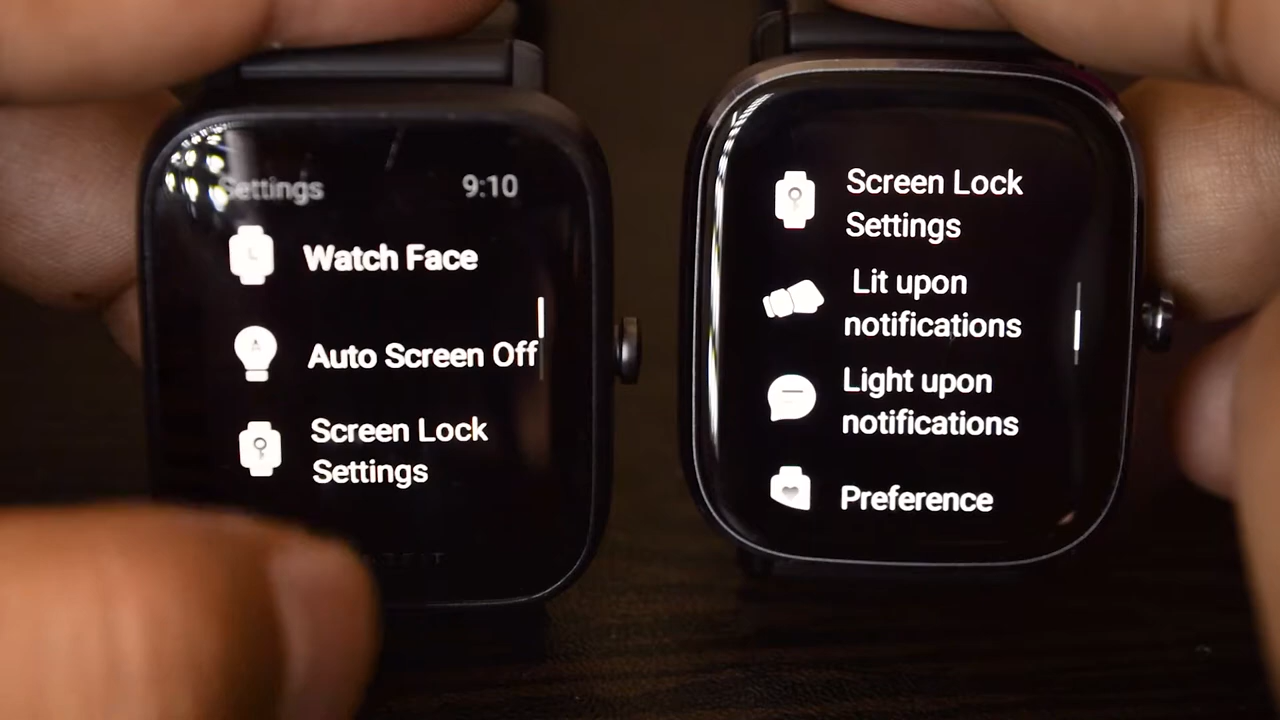 Settings 9:10
Watch Face
Auto Screen Off
Screen Lock
Settings
Screen Lock
Settings
Lit upon
notifications
Light upon
notifications
Preference